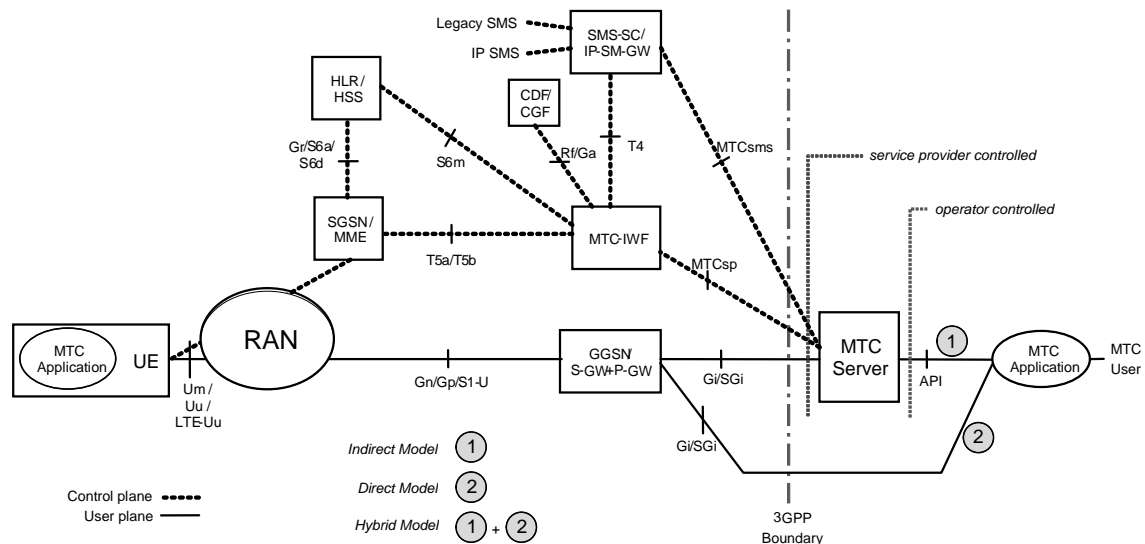 Legacy SMS
IP SMS
SMS-SC/
IP-SM-GW
HLR/
HSS
CDF/
CGF
Gr/S6a/
S6d
S6m
Rf/Ga
T4
MTCsms
service provider controlled
operator controlled
SGSN/
MME
T5a/T5b
MTC-IWF
MTCsp
MTC
Application
UE
RAN
Um /
Uu /
LTE-Uu
Gn/Gp/S1-U
GGSN/
S-GW+P-GW
Gi/SGi
Gi/SGi
MTC
Server
1
API
MTC
Application
MTC
User
2
Indirect Model 1
Direct Model 2
Hybrid Model 1 + 2
Control plane
User plane
3GPP
Boundary